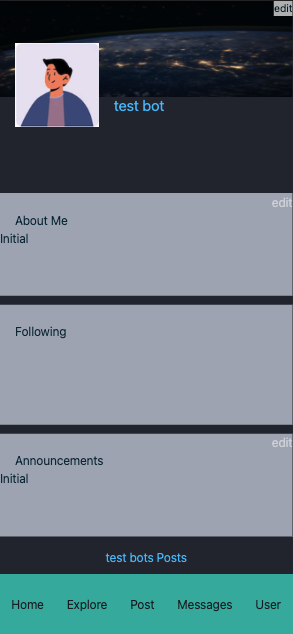 edit
test bot
edit
About Me
Initial
Following
edit
Announcements
Initial
test bots Posts
Home Explore Post Messages User